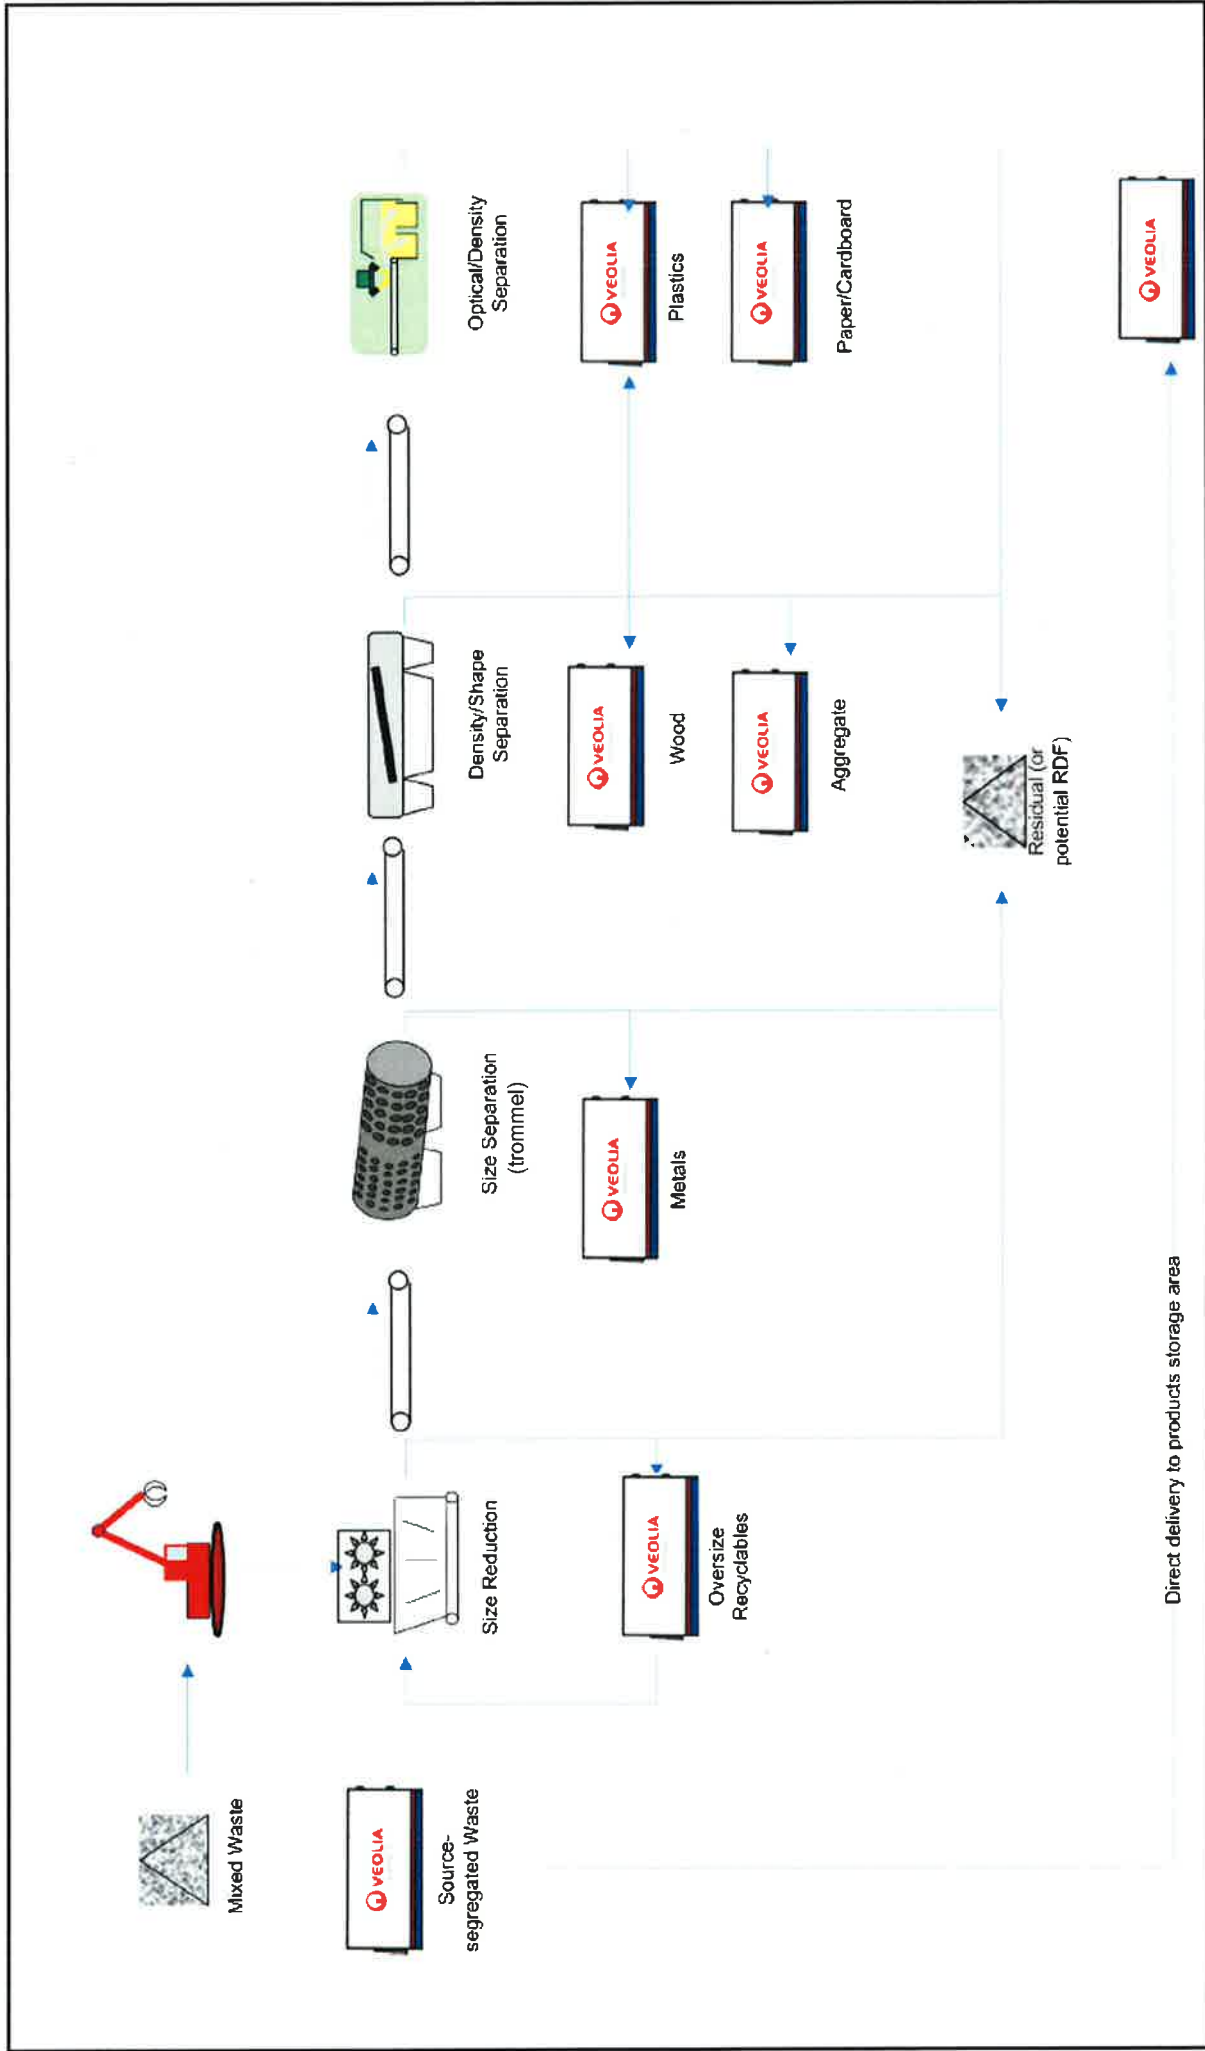 Mixed Waste
VEOLIA
Source-
segregated Waste
Size Reduction
VEOLIA
Oversize
Recyclables
Size Separation
(trommel)
VEOLIA
Metals
Density/Shape
Separation
VEOLIA
Wood
VEOLIA
Aggregate
Optical/Density
Separation
VEOLIA
Plastics
VEOLIA
Paper/Cardboard
Residual (or
potential RDF)
Direct delivery to products storage area
VEOLIA